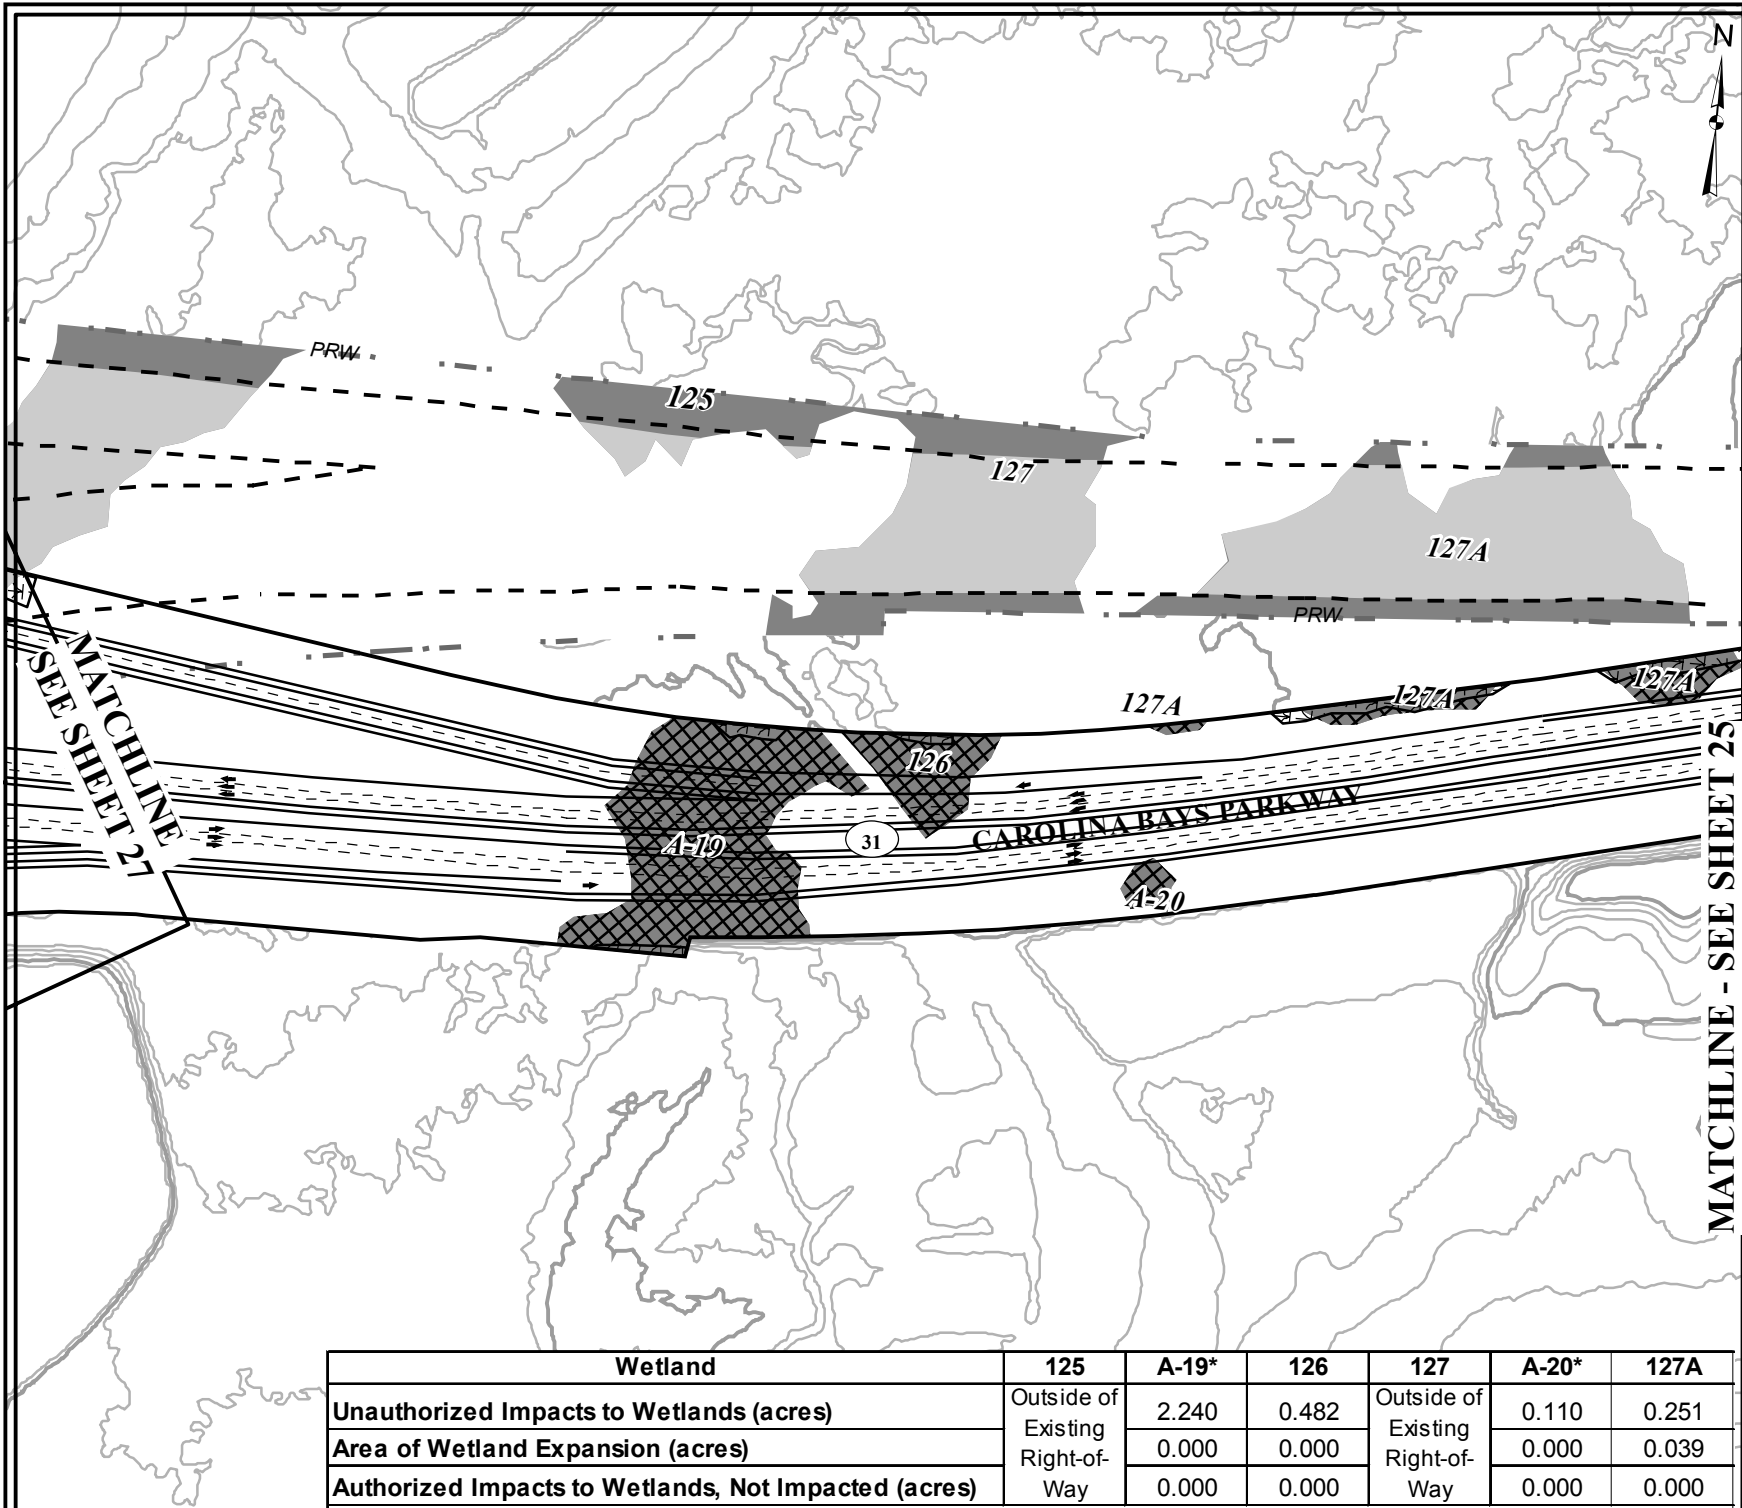 N
PRW
125
127
127A
PRW
MATCHLINE
SEE SHEET 27
127A
127A
127A
126
A-19
31
CAROLINA BAYS PARKWAY
A-20
MATCHLINE - SEE SHEET 25
Wetland 125 A-19* 126 127 A-20* 127A
Unauthorized Impacts to Wetlands (acres) Outside of Existing Right-of-Way 2.240 0.482 Outside of Existing Right-of-Way 0.110 0.251
Area of Wetland Expansion (acres) 0.000 0.000 0.000 0.039
Authorized Impacts to Wetlands, Not Impacted (acres) 0.000 0.000 0.000 0.000